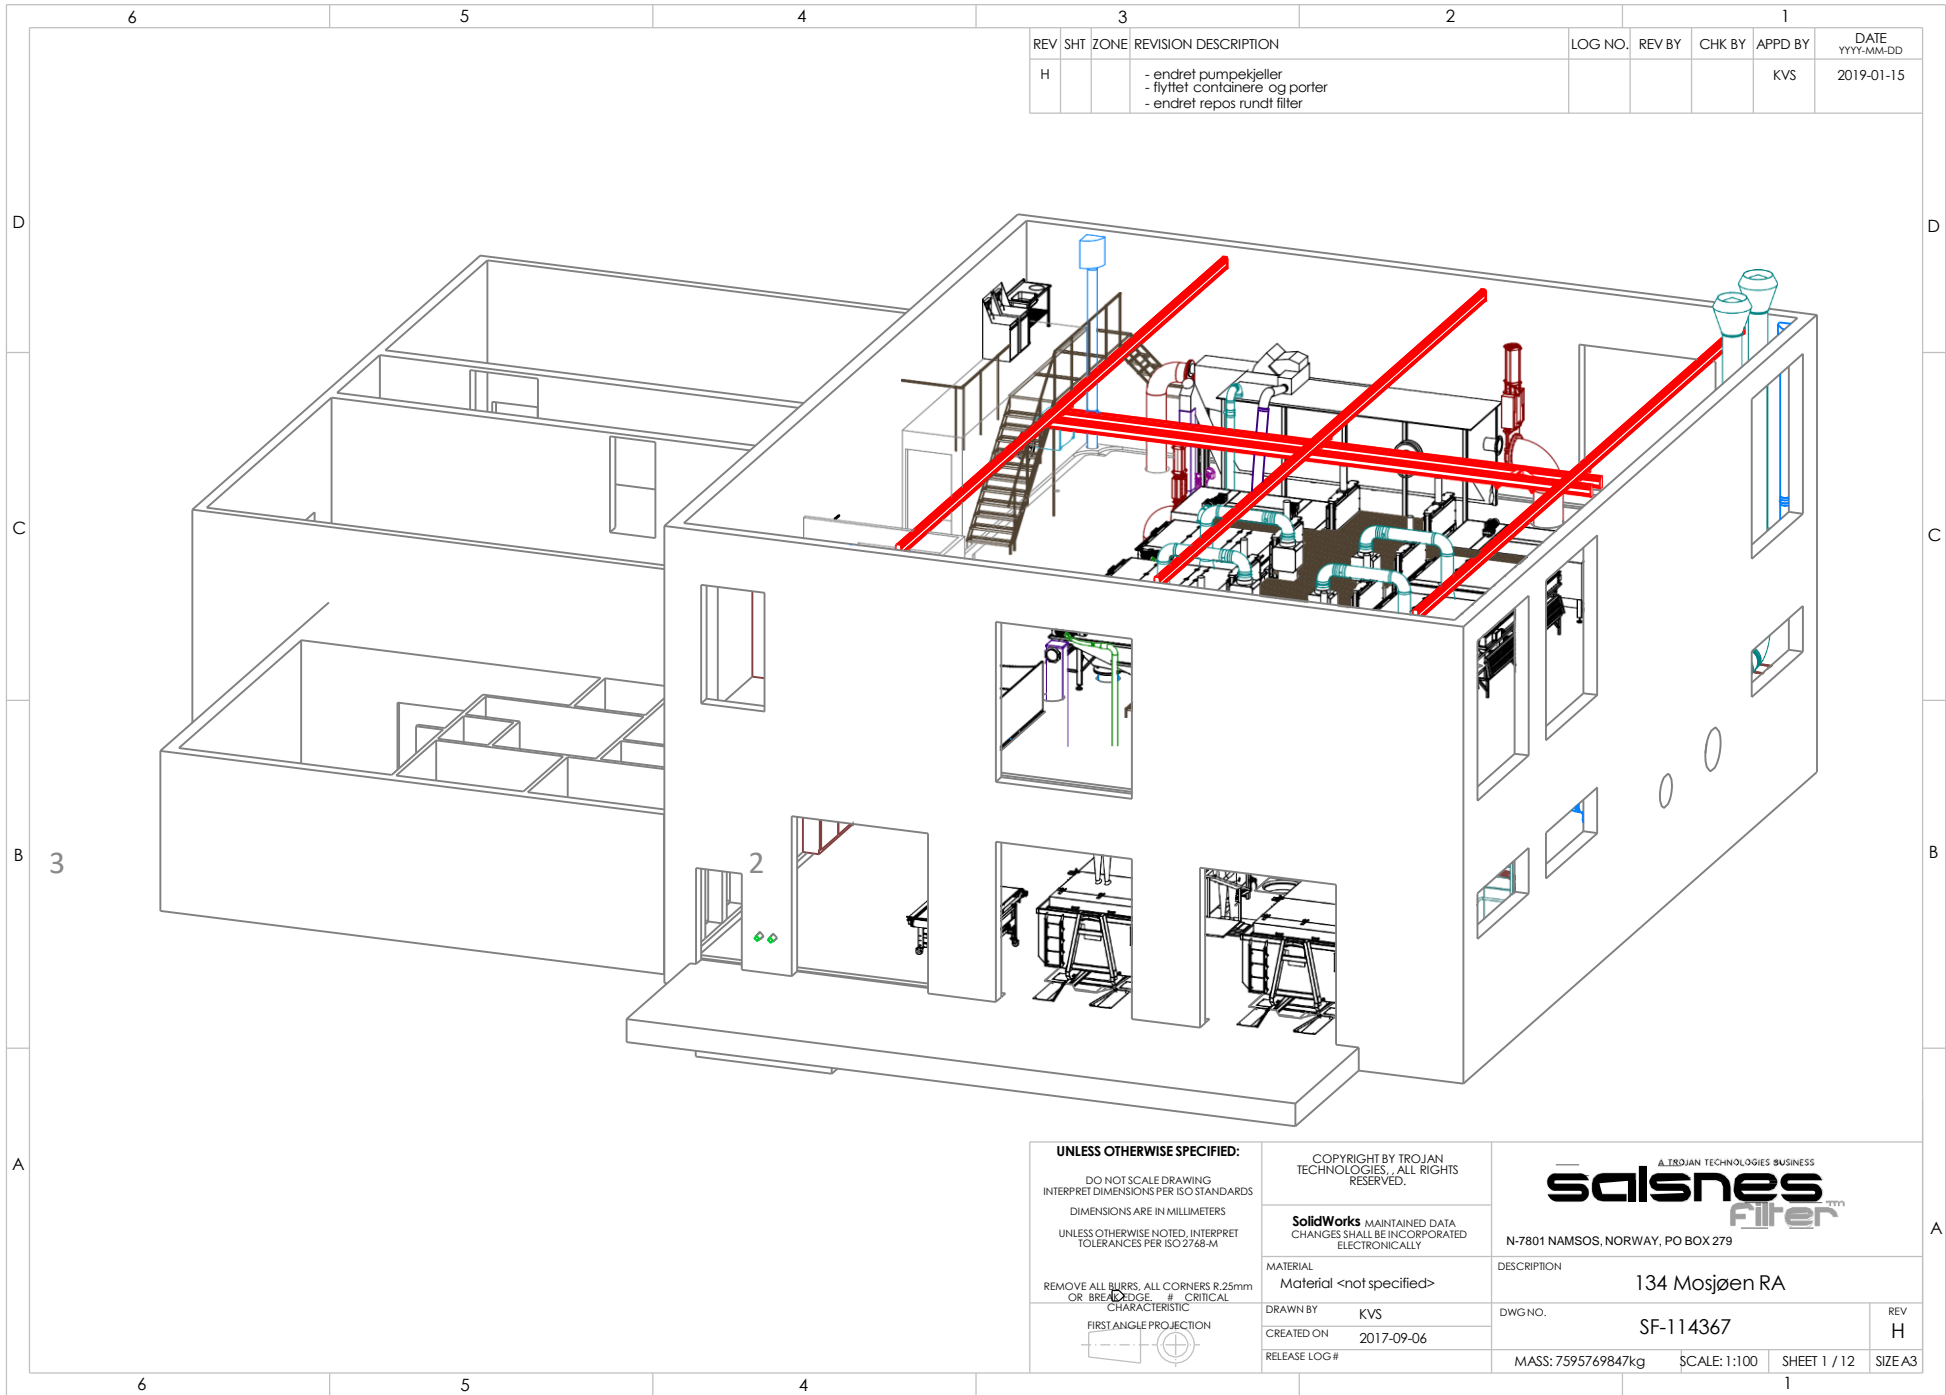 6 5 4 3 2 1
REV SHT ZONE REVISION DESCRIPTION LOG NO. REV BY CHK BY APPD BY DATE
YYYY-MM-DD
H - endret pumpekjeller KVS 2019-01-15
- flyttet containere og porter
- endret repos rundt filter
D D
C C
B 3 2 B
A A
UNLESS OTHERWISE SPECIFIED:
DO NOT SCALE DRAWING
INTERPRET DIMENSIONS PER ISO STANDARDS
DIMENSIONS ARE IN MILLIMETERS
UNLESS OTHERWISE NOTED, INTERPRET
TOLERANCES PER ISO 2768-M
REMOVE ALL BURRS, ALL CORNERS R.25mm
OR BREAK EDGE. # CRITICAL
CHARACTERISTIC
FIRST ANGLE PROJECTION
COPYRIGHT BY TROJAN
TECHNOLOGIES, , ALL RIGHTS
RESERVED.
SolidWorks MAINTAINED DATA
CHANGES SHALL BE INCORPORATED
ELECTRONICALLY
MATERIAL
Material <not specified>
DRAWN BY KVS
CREATED ON 2017-09-06
RELEASE LOG #
A TROJAN TECHNOLOGIES BUSINESS
salsnes
filter™
N-7801 NAMSOS, NORWAY, PO BOX 279
DESCRIPTION
134 Mosjøen RA
DWG NO.
SF-114367
REV
H
MASS: 7595769847kg SCALE: 1:100 SHEET 1 / 12 SIZE A3
6 5 4 1